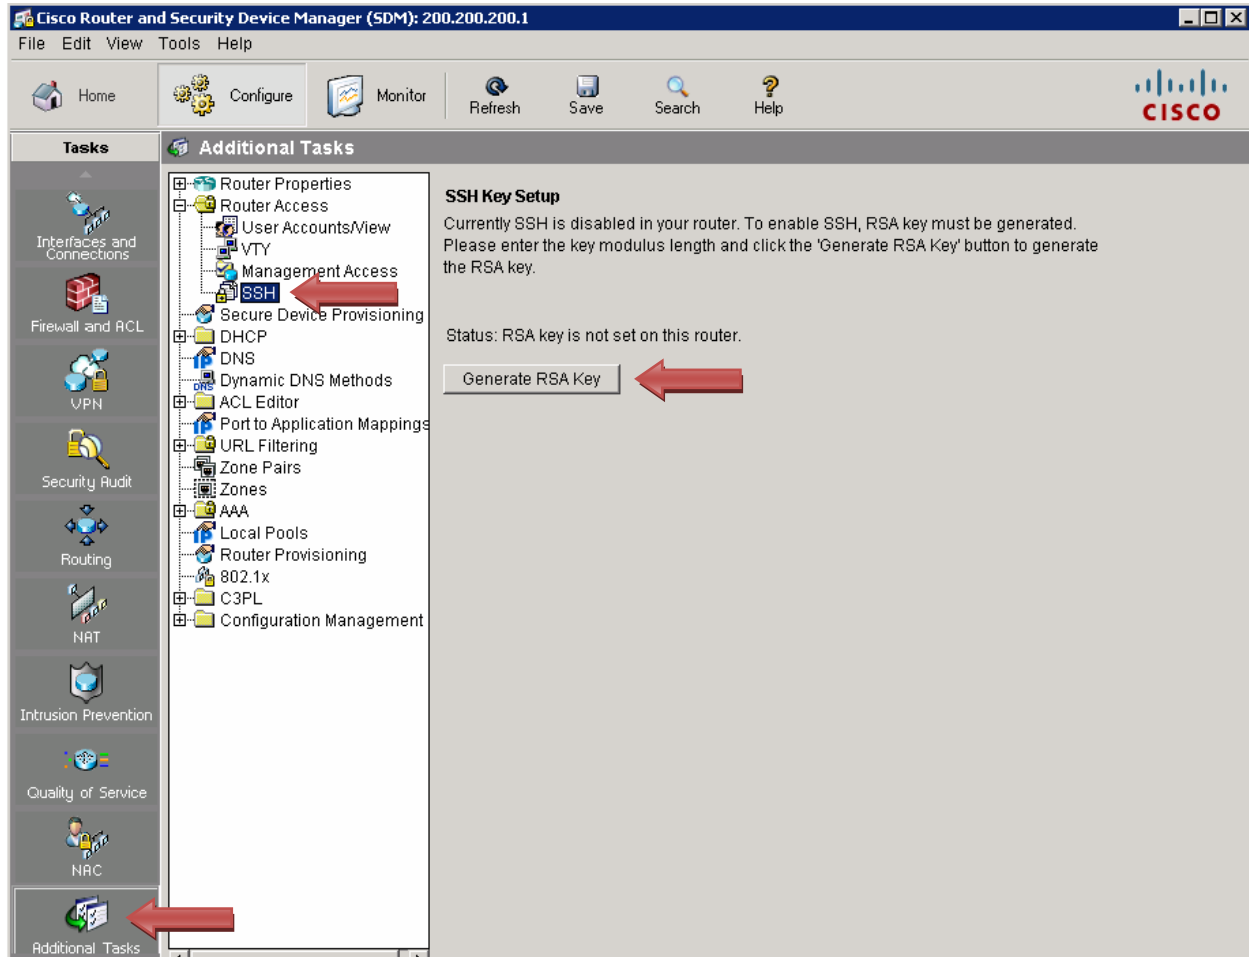 Cisco Router and Security Device Manager (SDM): 200.200.200.1
File Edit View Tools Help
Home Configure Monitor Refresh Save Search Help
CISCO
Tasks
Additional Tasks
Interfaces and Connections
Firewall and ACL
VPN
Security Audit
Routing
NAT
Intrusion Prevention
Quality of Service
NAC
Additional Tasks
Router Properties
Router Access
User Accounts/View
VTY
Management Access
SSH
Secure Device Provisioning
DHCP
DNS
Dynamic DNS Methods
ACL Editor
Port to Application Mappings
URL Filtering
Zone Pairs
Zones
AAA
Local Pools
Router Provisioning
802.1x
C3PL
Configuration Management
SSH Key Setup
Currently SSH is disabled in your router. To enable SSH, RSA key must be generated.
Please enter the key modulus length and click the 'Generate RSA Key' button to generate
the RSA key.
Status: RSA key is not set on this router.
Generate RSA Key